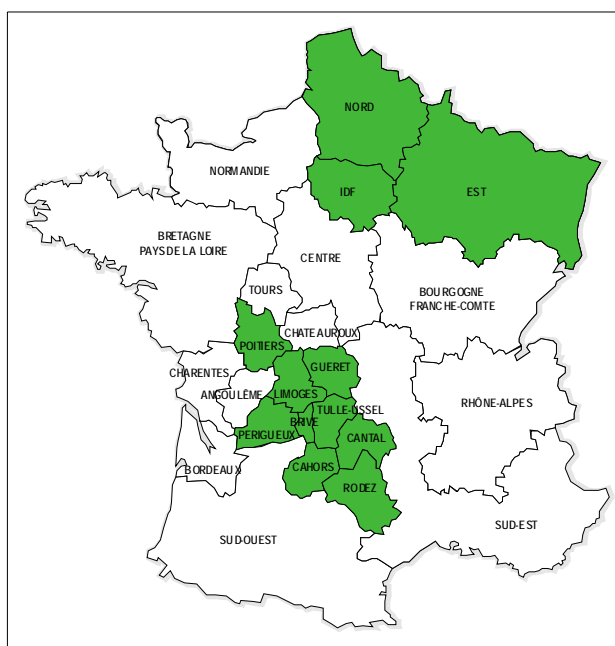 NORD
NORMANDIE
IDF
EST
BRETAGNE
PAYS DE LA LOIRE
CENTRE
TOURS
BOURGOGNE
FRANCHE-COMTE
CHATEAUROUX
POITIERS
GUERET
CHARENTES
ANGOULÊME
LIMOGES
RHÔNE-ALPES
TULLE-USSEL
BRIVE
PERIGUEUX
CANTAL
CAHORS
BORDEAUX
RODEZ
SUD-EST
SUD-OUEST